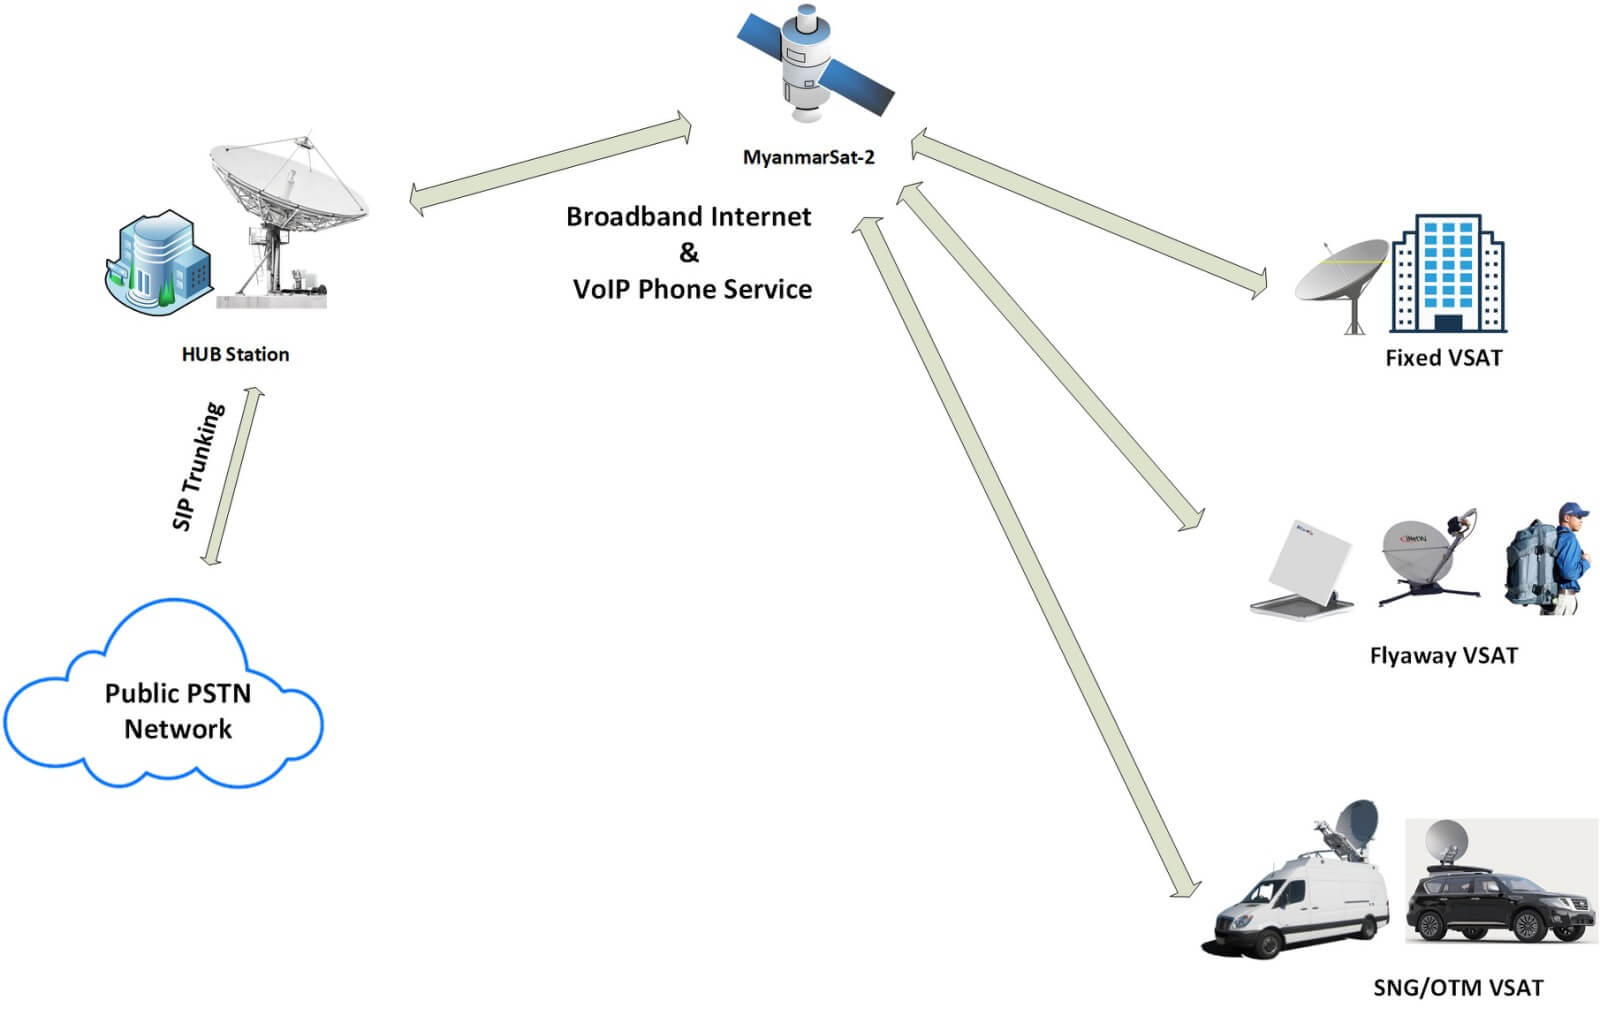 MyanmarSat-2
Broadband Internet
&
VoIP Phone Service
HUB Station
SIP Trunking
Public PSTN
Network
Fixed VSAT
iNetVu
Flyaway VSAT
SNG/OTM VSAT